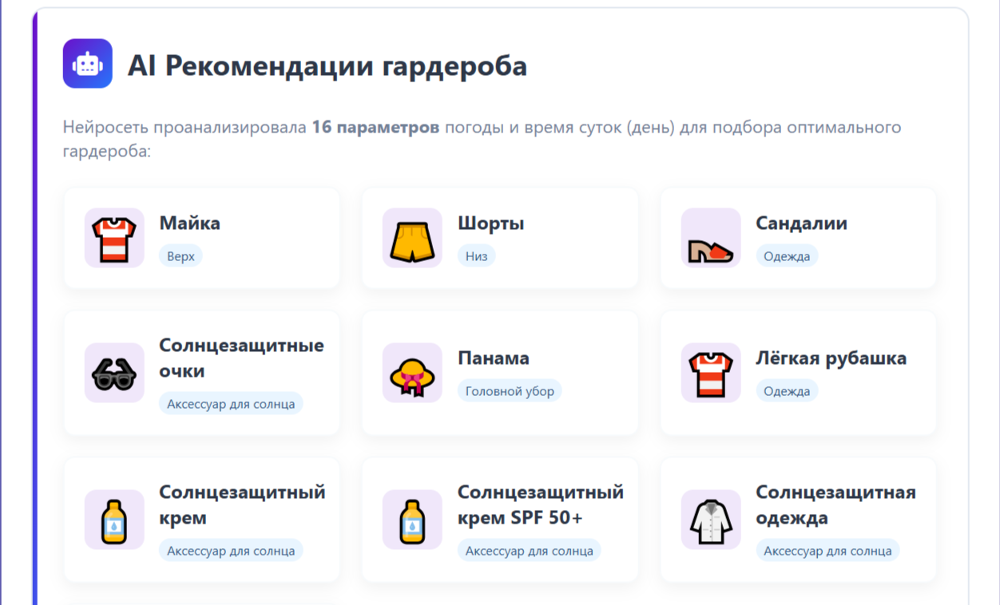 AI Рекомендации гардероба
Нейросеть проанализировала 16 параметров погоды и время суток (день) для подбора оптимального
гардероба:
Майка
Верх
Шорты
Низ
Сандалии
Одежда
Солнцезащитные
очки
Аксессуар для солнца
Панама
Головной убор
Лёгкая рубашка
Одежда
Солнцезащитный
крем
Аксессуар для солнца
Солнцезащитный
крем SPF 50+
Аксессуар для солнца
Солнцезащитная
одежда
Аксессуар для солнца